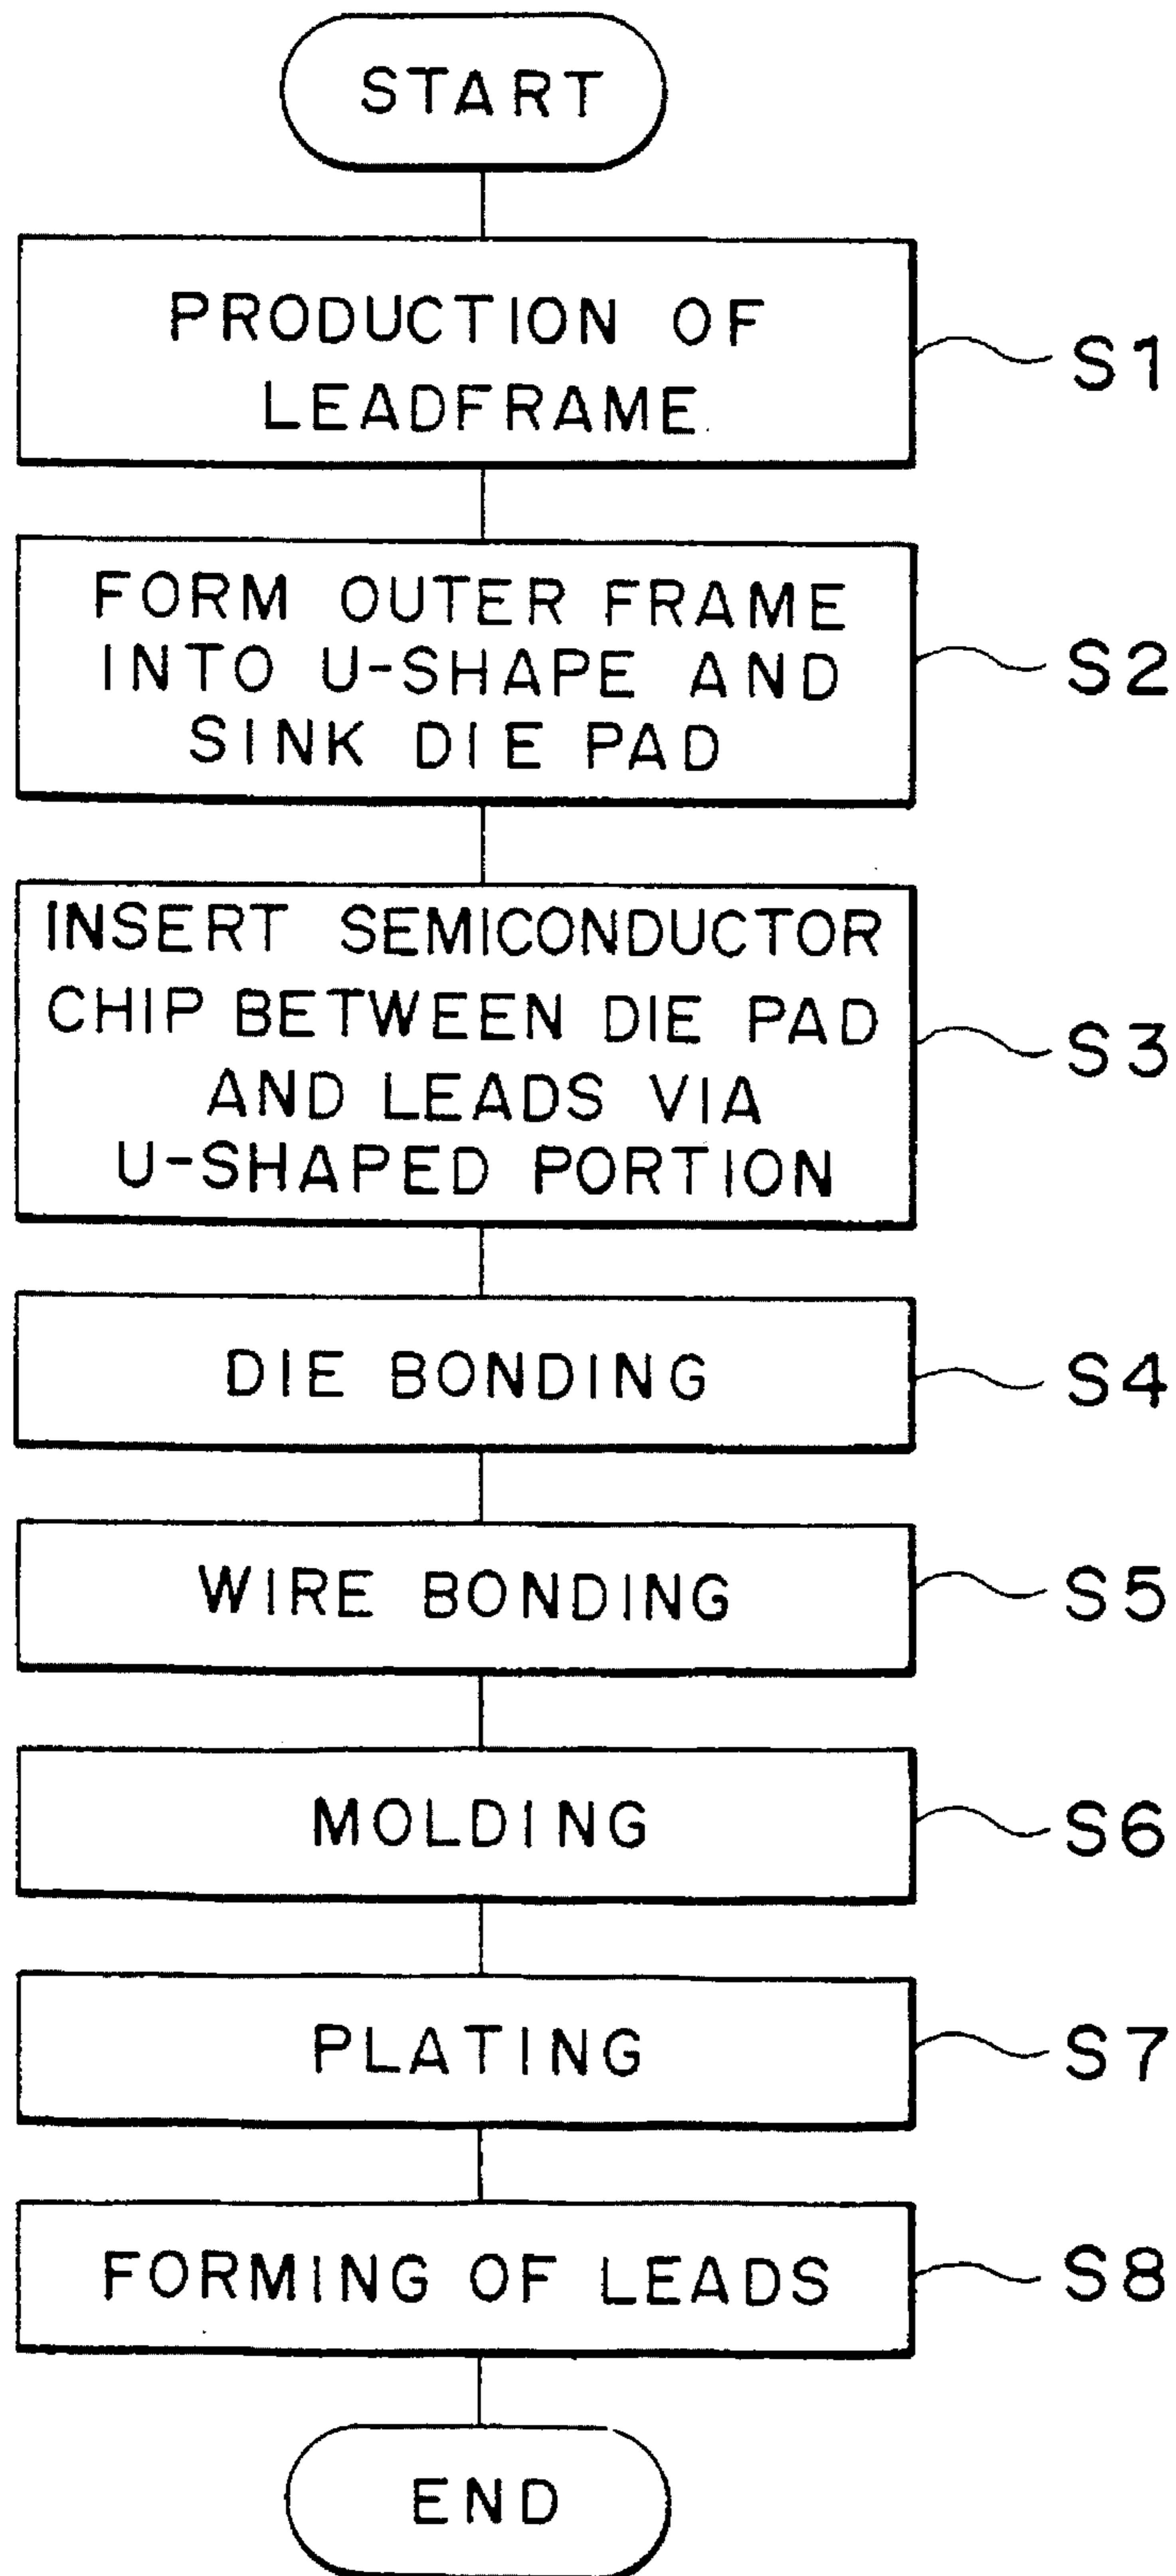 START
PRODUCTION OF
LEADFRAME
S1
FORM OUTER FRAME
INTO U-SHAPE AND
SINK DIE PAD
S2
INSERT SEMICONDUCTOR
CHIP BETWEEN DIE PAD
AND LEADS VIA
U-SHAPED PORTION
S3
DIE BONDING
S4
WIRE BONDING
S5
MOLDING
S6
PLATING
S7
FORMING OF LEADS
S8
END